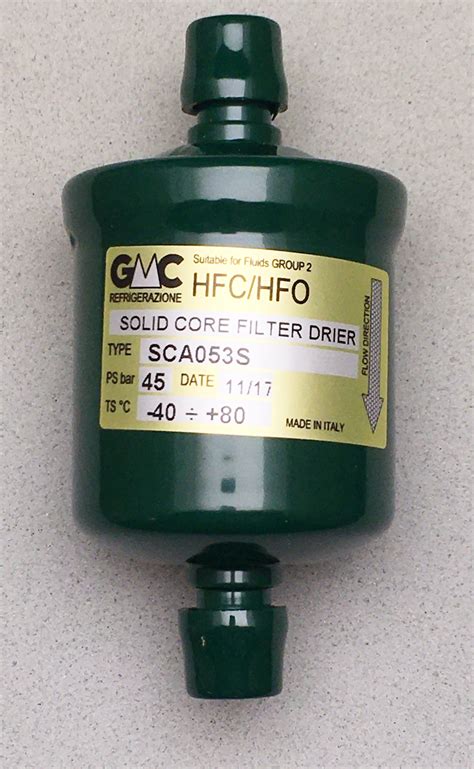 GMC
REFRIGERAZIONE
Suitable for Fluids GROUP 2
HFC/HFO
SOLID CORE FILTER DRIER
TYPE SCA053S
PS bar 45 DATE 11/17
TS °C -40 ÷ +80
MADE IN ITALY
FLOW DIRECTION